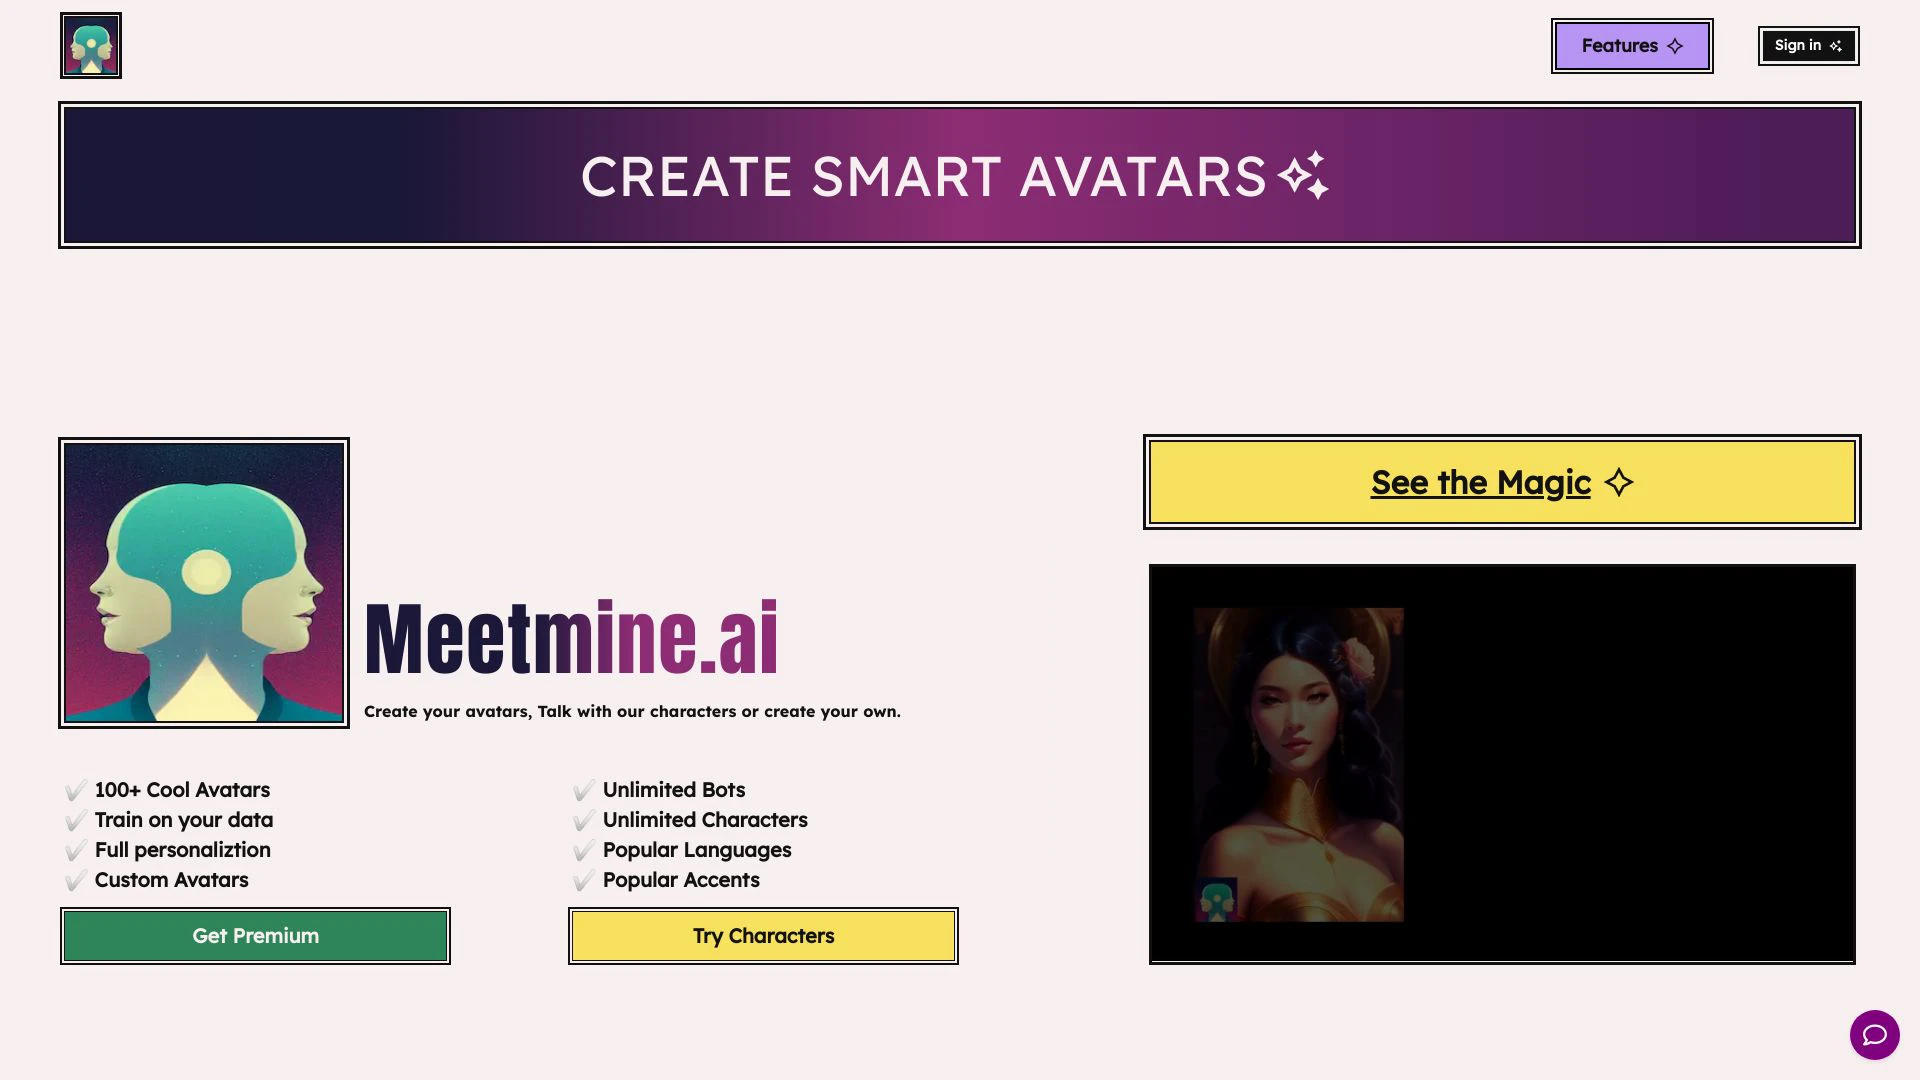 Features
Sign in
CREATE SMART AVATARS
See the Magic
Meetmine.ai
Create your avatars, Talk with our characters or create your own.
100+ Cool Avatars
Train on your data
Full personaliztion
Custom Avatars
Get Premium
Unlimited Bots
Unlimited Characters
Popular Languages
Popular Accents
Try Characters